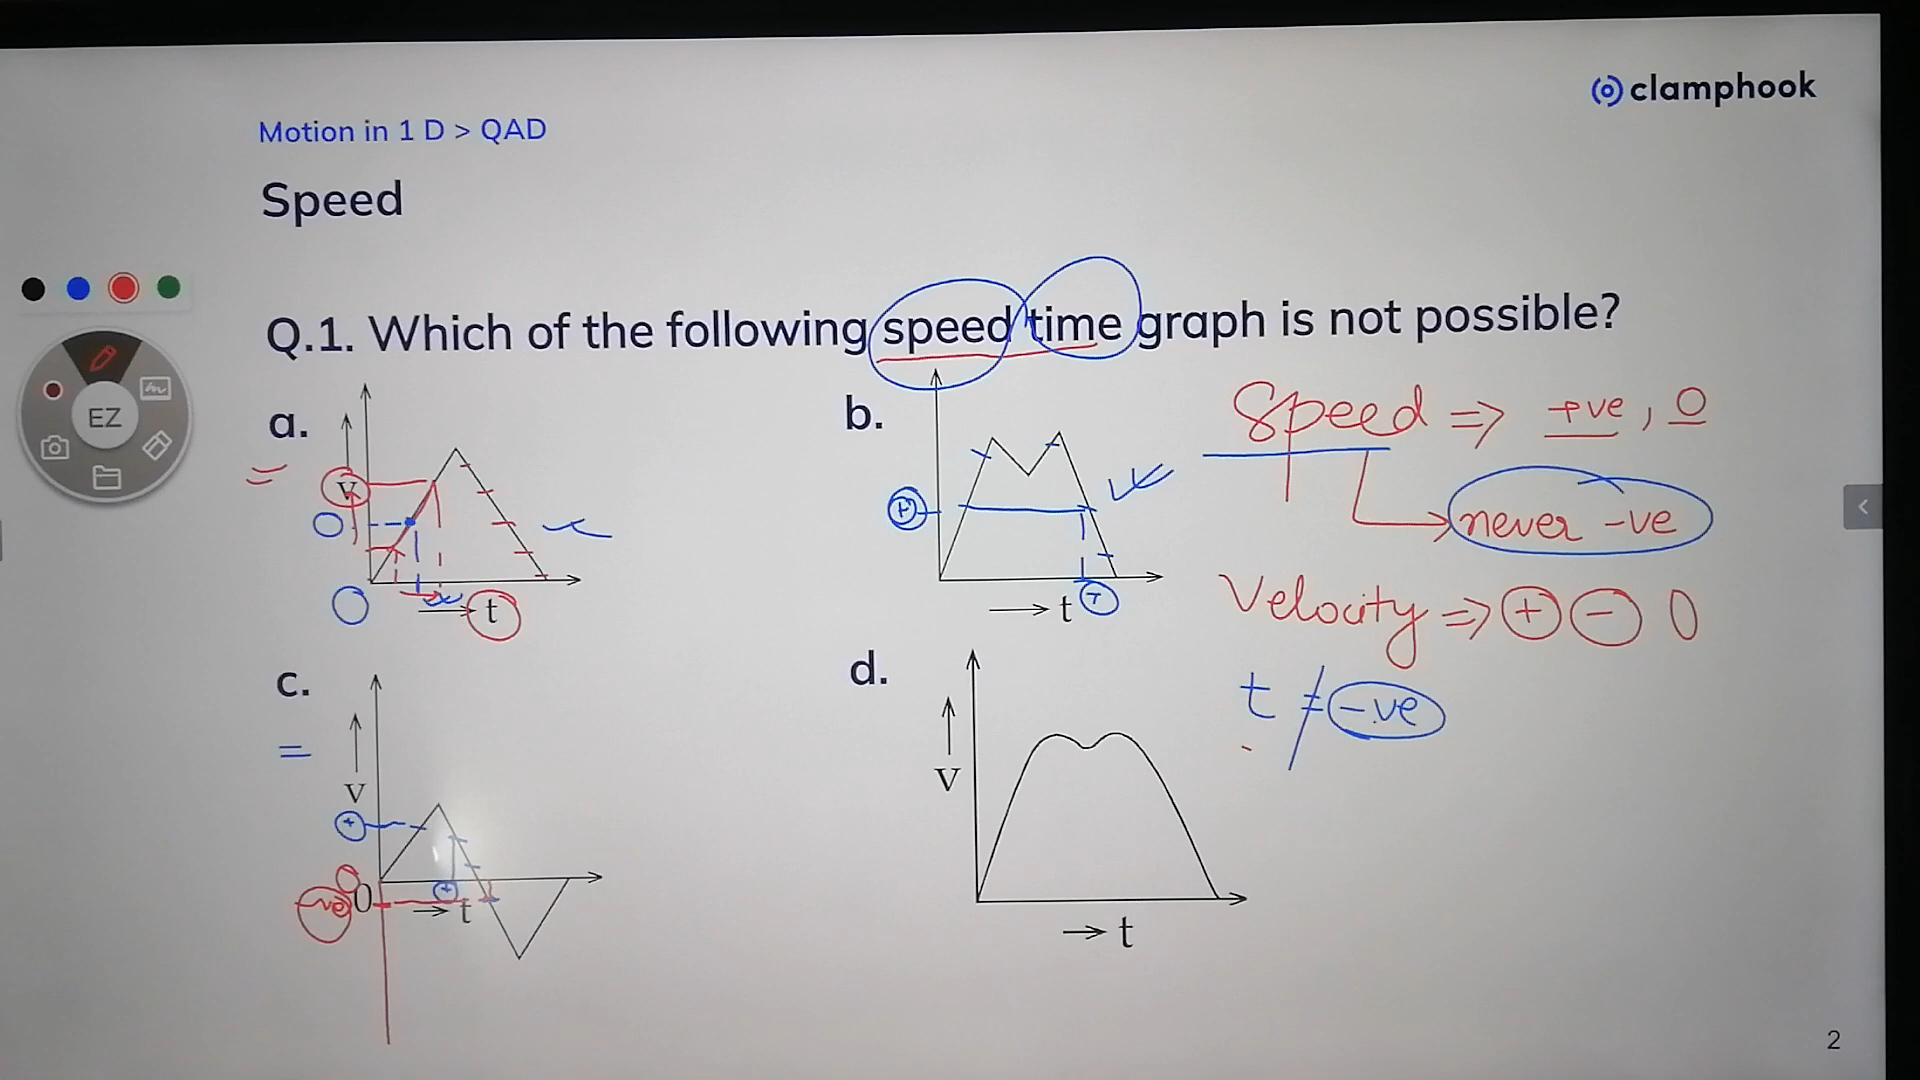 clamphook
Motion in 1 D > QAD
Speed
Q.1. Which of the following speed time graph is not possible?
a.
v
t
b.
+
t
+
Speed ⇒ +ve, 0
never -ve
Velocity ⇒ + - 0
t ≠ -ve
c.
v
+
-ve
0
+
t
d.
v
t
EZ
2